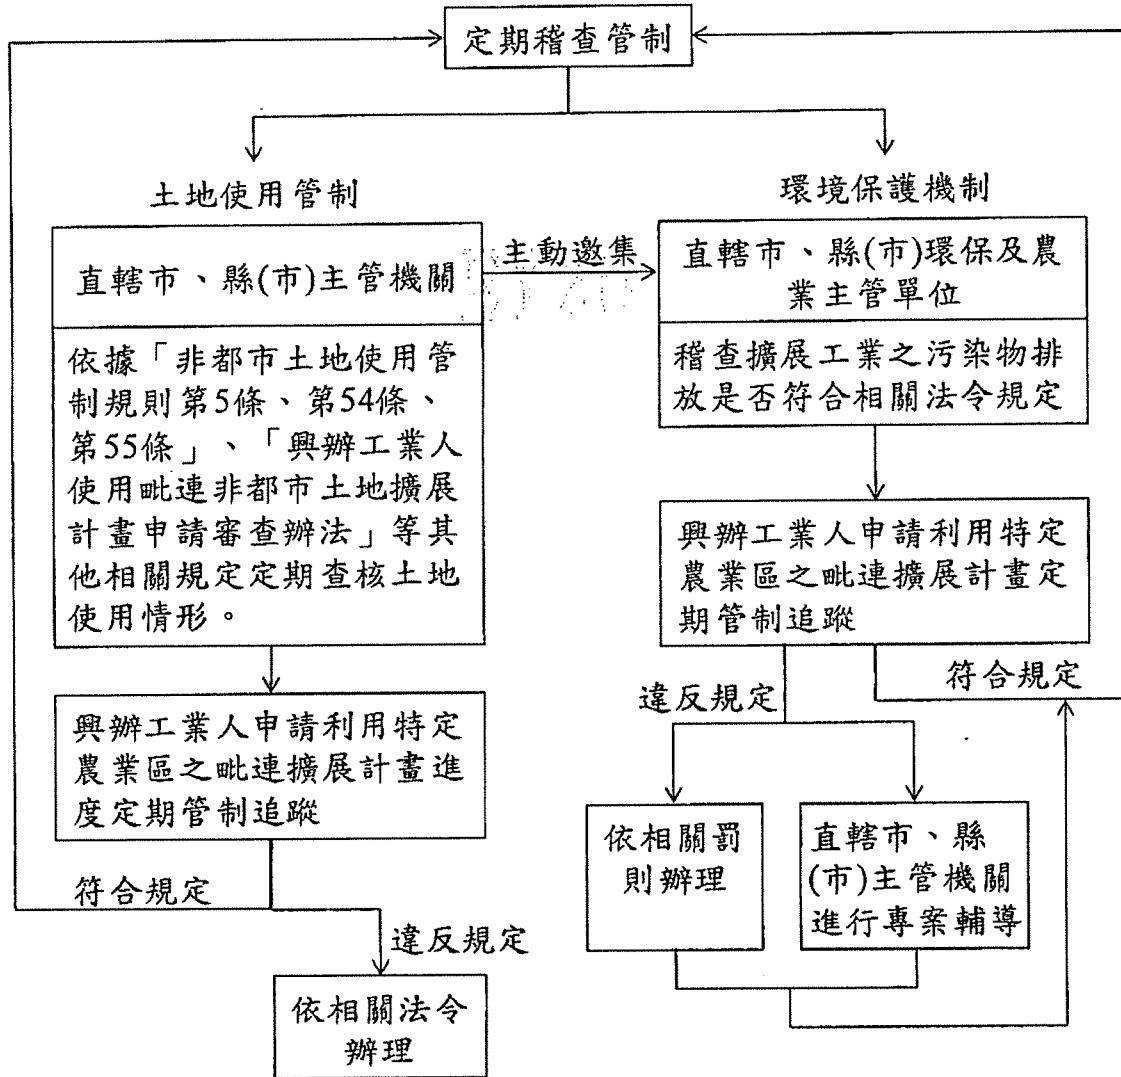 定期稽查管制
土地使用管制
直轄市、縣(市)主管機關
依據「非都市土地使用管
制規則第5條、第54條、
第55條」、「興辦工業人
使用毗連非都市土地擴展
計畫申請審查辦法」等其
他相關規定定期查核土地
使用情形。
興辦工業人申請利用特定
農業區之毗連擴展計畫進
度定期管制追蹤
符合規定
違反規定
依相關法令
辦理
主動邀集
環境保護機制
直轄市、縣(市)環保及農
業主管單位
稽查擴展工業之污染物排
放是否符合相關法令規定
興辦工業人申請利用特定
農業區之毗連擴展計畫定
期管制追蹤
違反規定
符合規定
依相關罰
則辦理
直轄市、縣
(市)主管機關
進行專案輔導